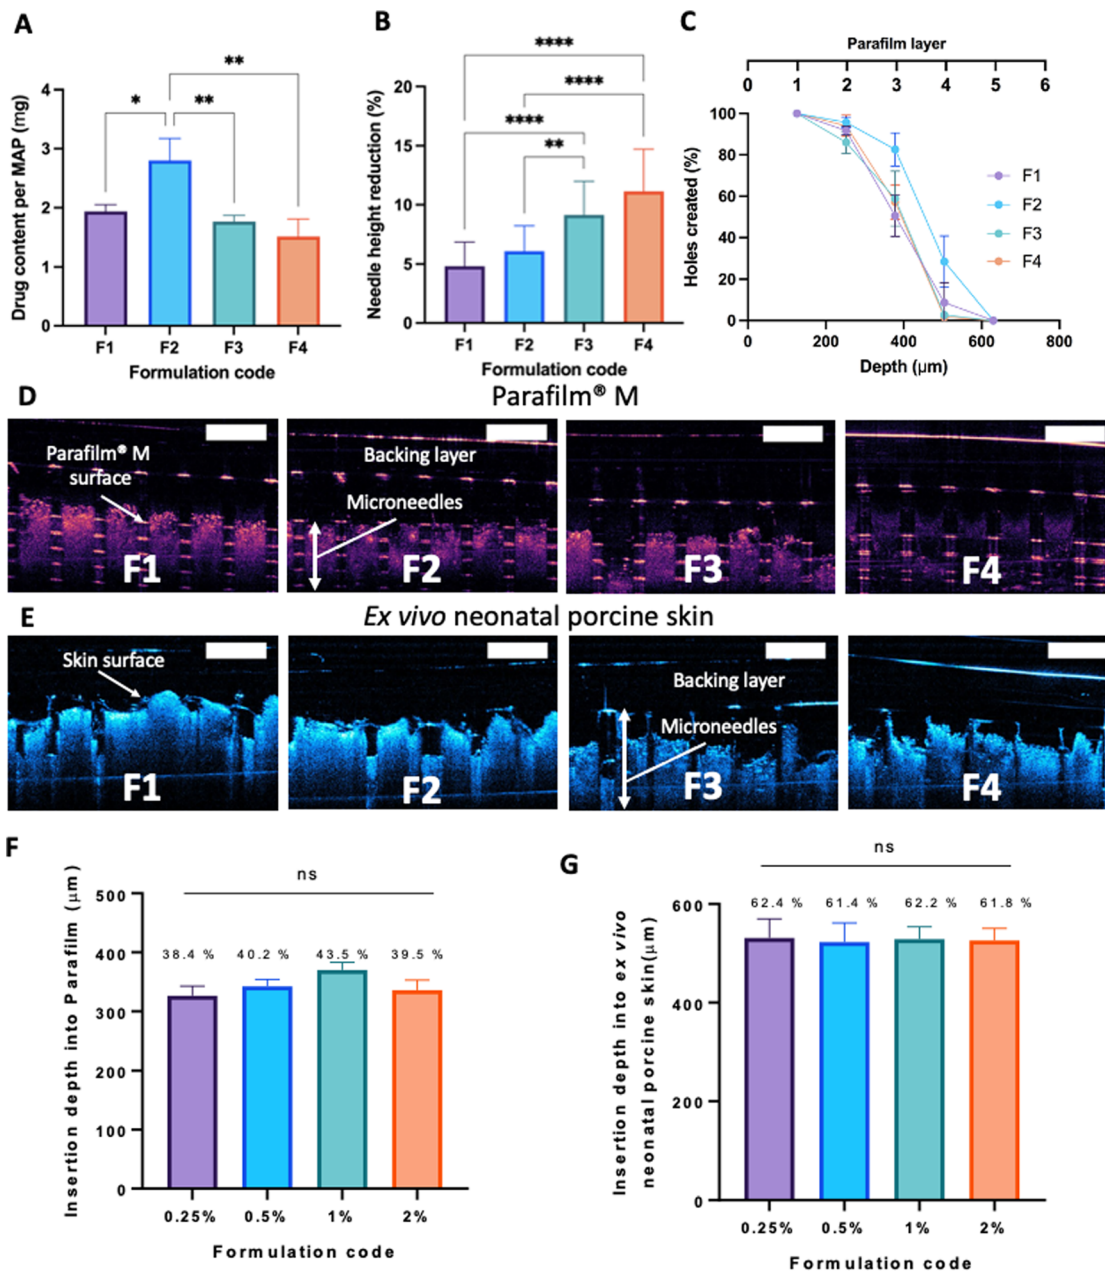 A
Drug content per MAP (mg)
4
3
2
1
0
*
**
**
F1
F2
F3
F4
Formulation code
B
Needle height reduction (%)
20
15
10
5
0
****
****
****
**
F1
F2
F3
F4
Formulation code
C
Parafilm layer
0
1
2
3
4
5
6
Holes created (%)
100
80
60
40
20
0
0
200
400
600
800
Depth (μm)
F1
F2
F3
F4
D
Parafilm® M
Parafilm® M
surface
F1
Backing layer
Microneedles
F2
F3
F4
E
Ex vivo neonatal porcine skin
Skin surface
F1
F2
Backing layer
Microneedles
F3
F4
F
Insertion depth into Parafilm (μm)
500
400
300
200
100
0
ns
38.4 %
40.2 %
43.5 %
39.5 %
0.25%
0.5%
1%
2%
Formulation code
G
Insertion depth into ex vivo
neonatal porcine skin(μm)
600
400
200
0
ns
62.4 %
61.4 %
62.2 %
61.8 %
0.25%
0.5%
1%
2%
Formulation code